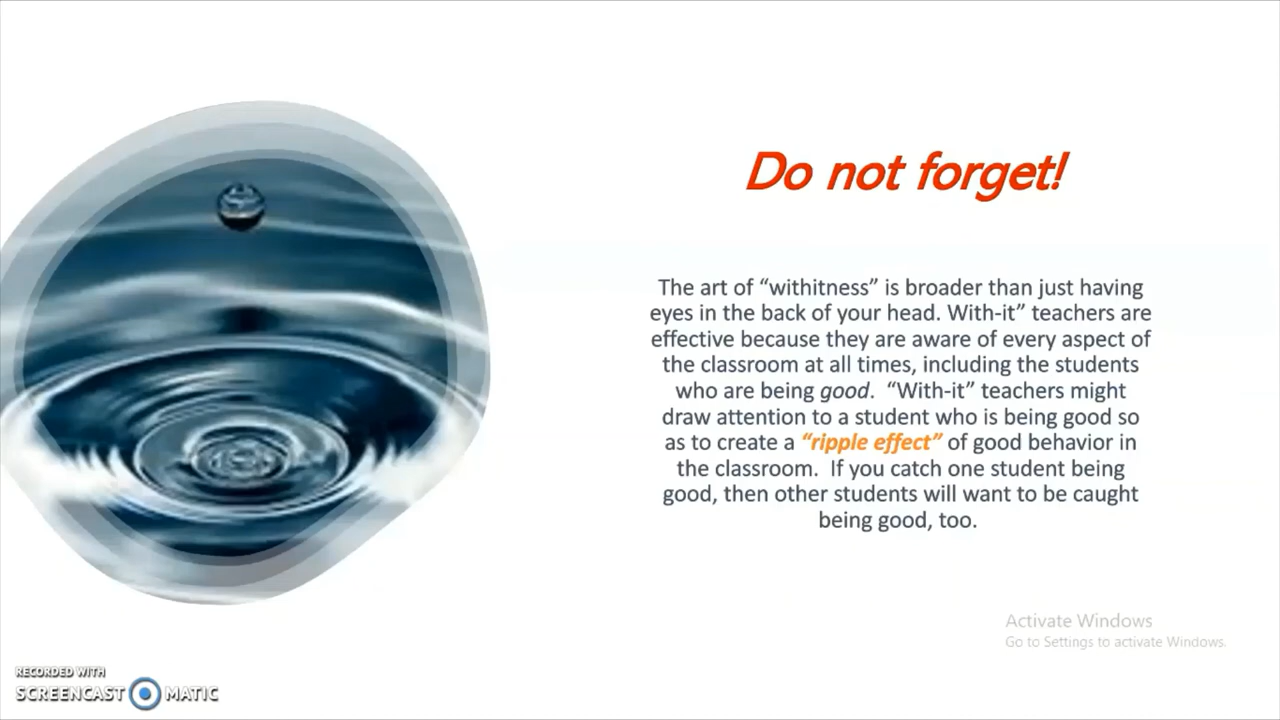 Do not forget!
The art of “withitness” is broader than just having
eyes in the back of your head. With-it” teachers are
effective because they are aware of every aspect of
the classroom at all times, including the students
who are being good.  “With-it” teachers might
draw attention to a student who is being good so
as to create a “ripple effect” of good behavior in
the classroom.  If you catch one student being
good, then other students will want to be caught
being good, too.
Activate Windows
Go to Settings to activate Windows.
RECORDED WITH
SCREENCAST MATIC